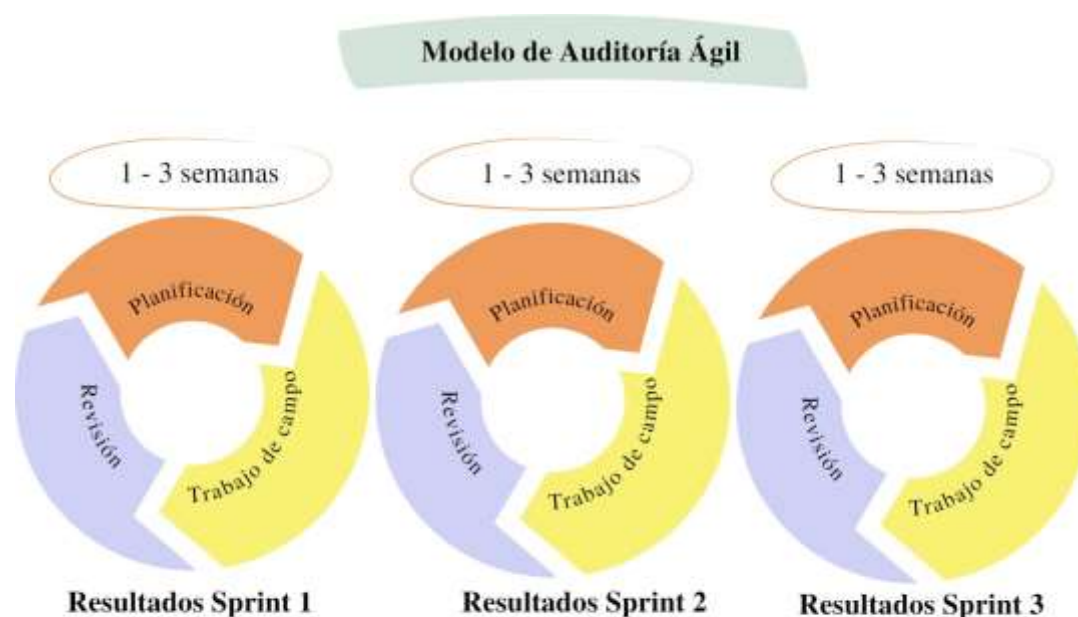 Modelo de Auditoría Ágil
1 - 3 semanas
1 - 3 semanas
1 - 3 semanas
Planificación
Trabajo de campo
Revisión
Planificación
Trabajo de campo
Revisión
Planificación
Trabajo de campo
Revisión
Resultados Sprint 1
Resultados Sprint 2
Resultados Sprint 3